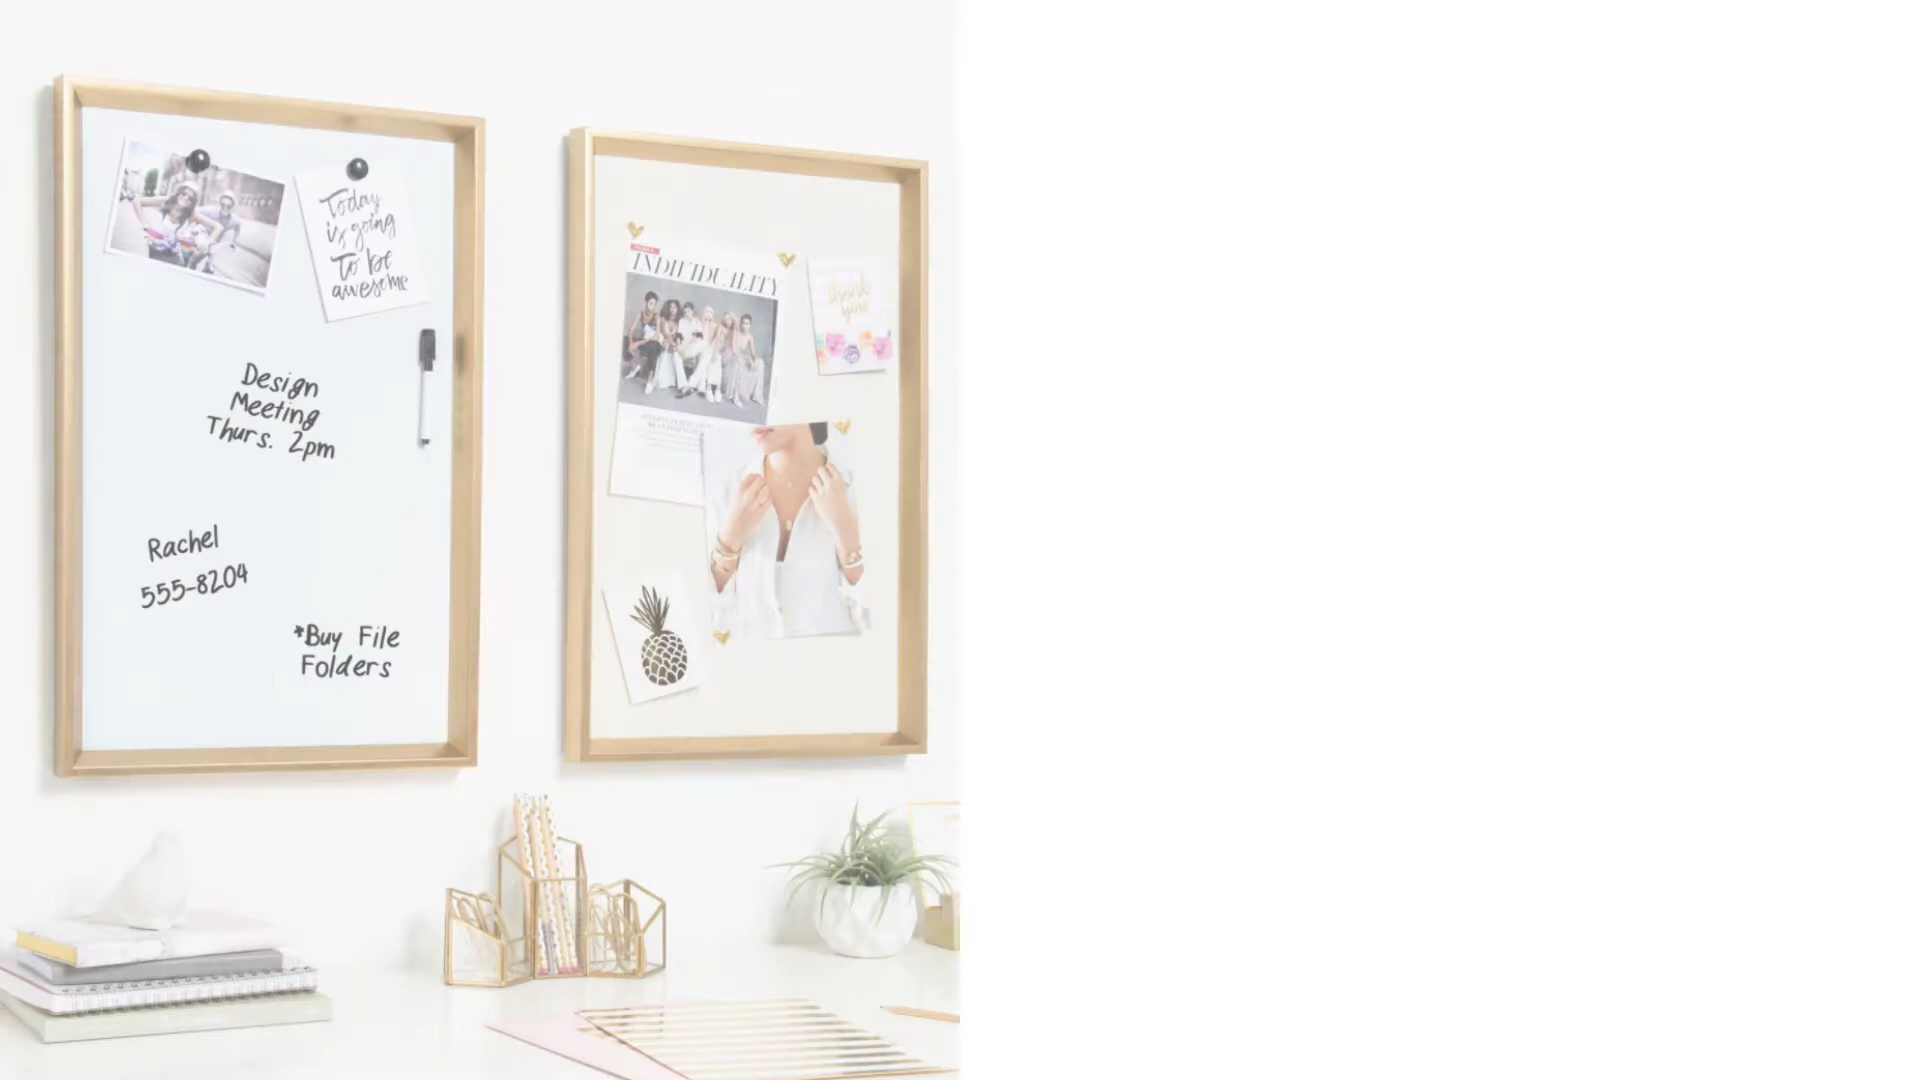 Today
is going
To be
awesome
Design
Meeting
Thurs. 2pm
Rachel
555-8204
*Buy File
Folders
INDIVIDUALITY
thank
you